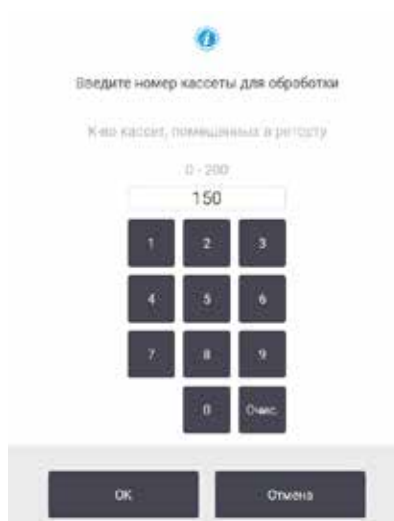 Введите номер кассеты для обработки
К-во кассет, помещенных в реторту
0 - 200
150
1 2 3
4 5 6
7 8 9
0 Очис.
OK Отмена